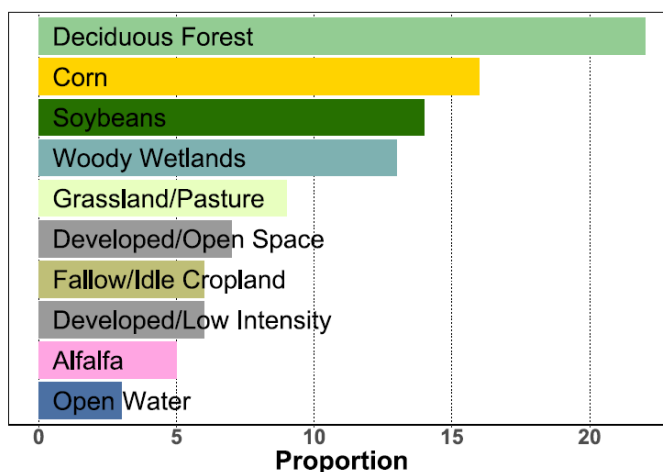 Deciduous Forest
Corn
Soybeans
Woody Wetlands
Grassland/Pasture
Developed/Open Space
Fallow/Idle Cropland
Developed/Low Intensity
Alfalfa
Open Water
0 5 10 15 20
Proportion